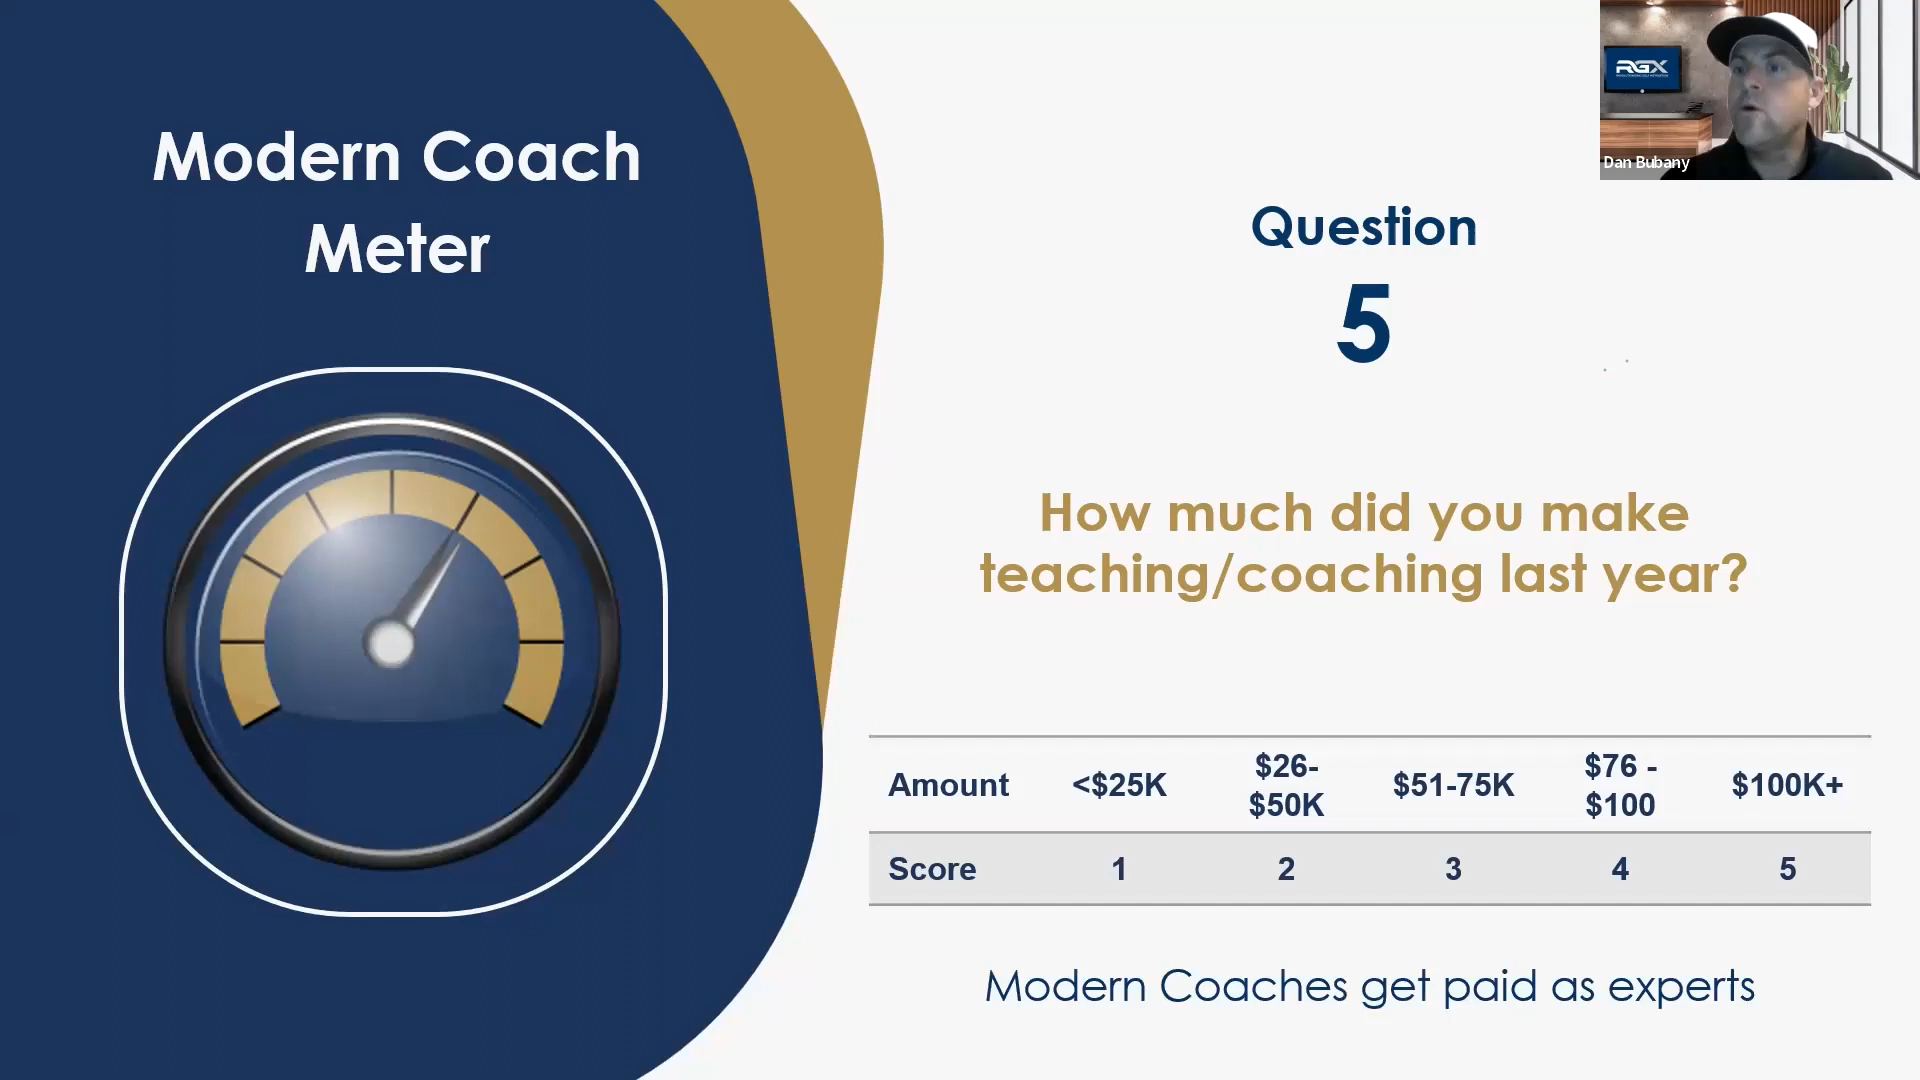 Modern Coach
Meter
RGX
Dan Bubany
Question
5
How much did you make
teaching/coaching last year?
Amount <$25K $26-$50K $51-75K $76 - $100 $100K+
Score 1 2 3 4 5
Modern Coaches get paid as experts